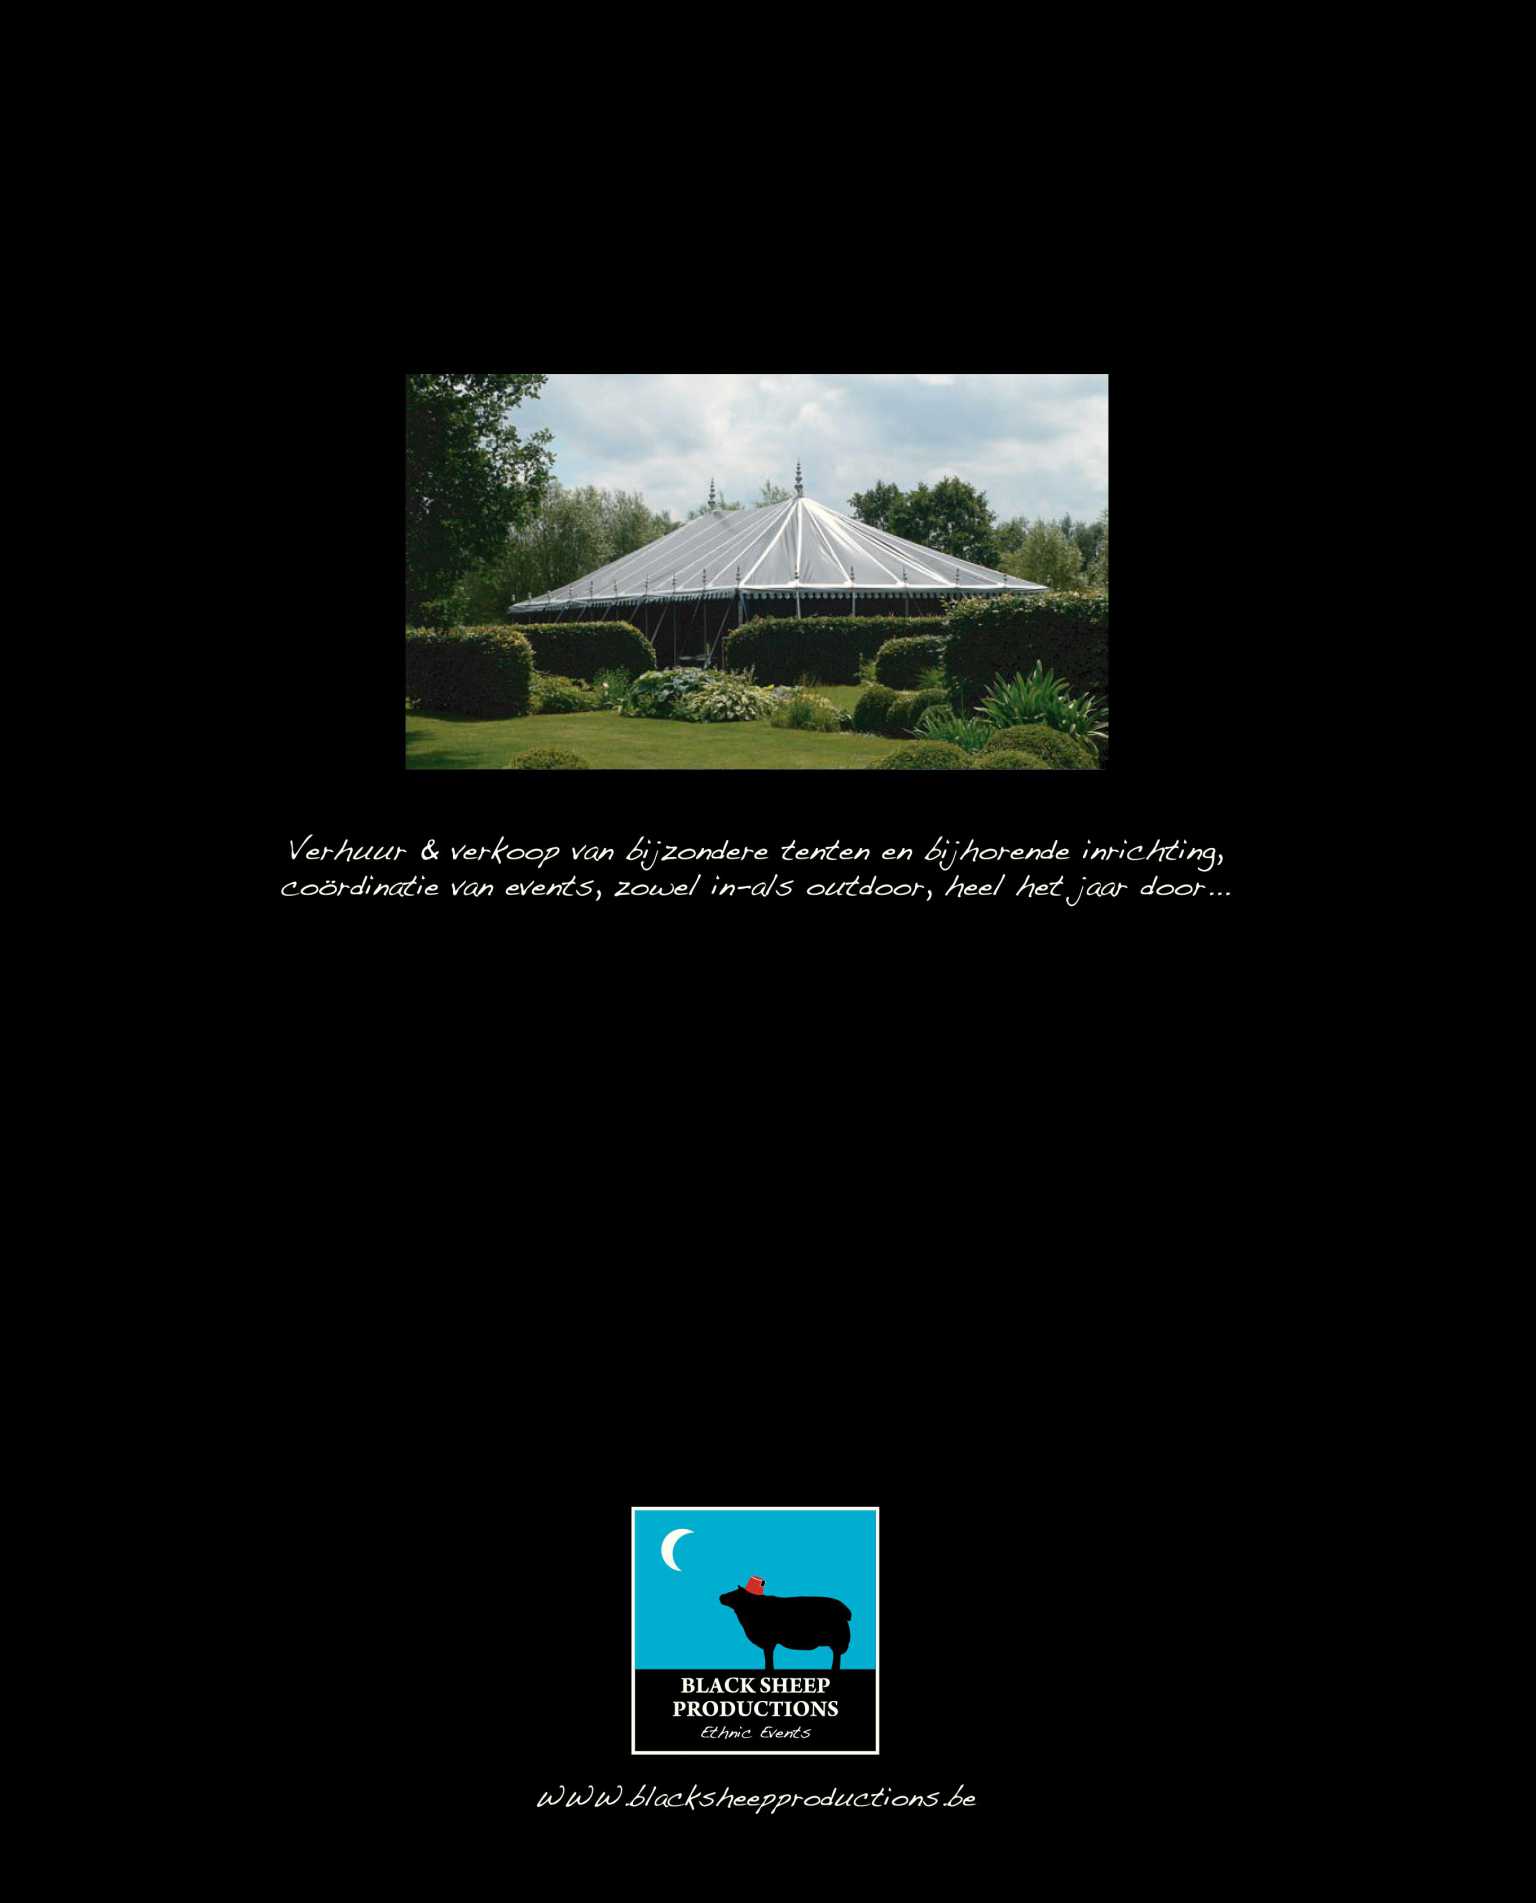 Verhuur & verkoop van bijzondere tenten en bijhorende inrichting,
coördinatie van events, zowel in-als outdoor, heel het jaar door...
BLACK SHEEP
PRODUCTIONS
Ethnic Events
WWW.blacksheepproductions.be